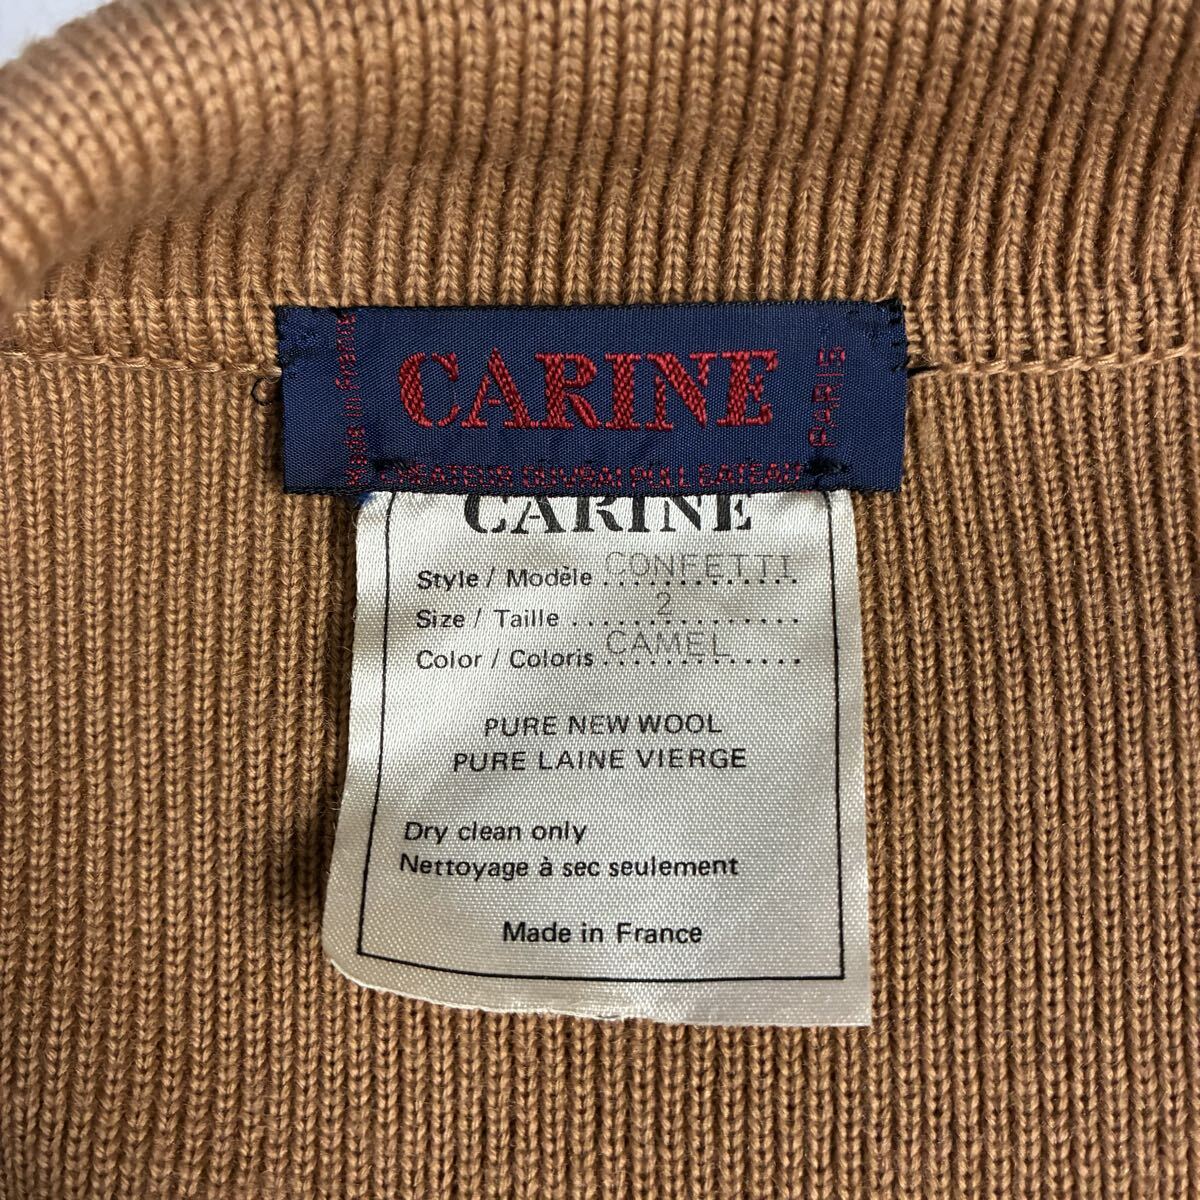 Made in France
CARINE
PARIS
CREATEUR DU VRAI PULL BATEAU
CARINE
Style / Modèle CONFETTI
Size / Taille 2
Color / Coloris CAMEL
PURE NEW WOOL
PURE LAINE VIERGE
Dry clean only
Nettoyage à sec seulement
Made in France